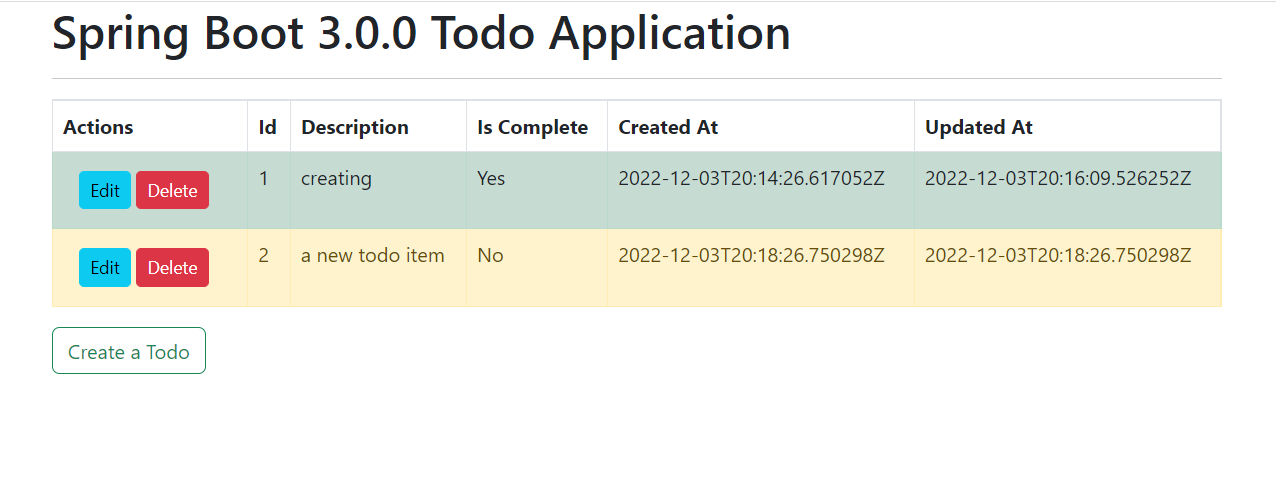 Spring Boot 3.0.0 Todo Application
Actions Id Description Is Complete Created At Updated At
Edit Delete 1 creating Yes 2022-12-03T20:14:26.617052Z 2022-12-03T20:16:09.526252Z
Edit Delete 2 a new todo item No 2022-12-03T20:18:26.750298Z 2022-12-03T20:18:26.750298Z
Create a Todo